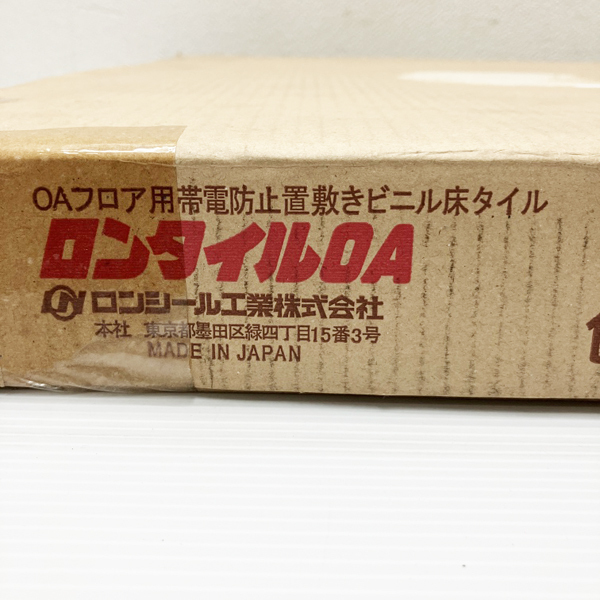 OAフロア用帯電防止置敷きビニル床タイル
ロンタイルOA
ロンシール工業株式会社
本社 東京都墨田区緑四丁目15番3号
MADE IN JAPAN